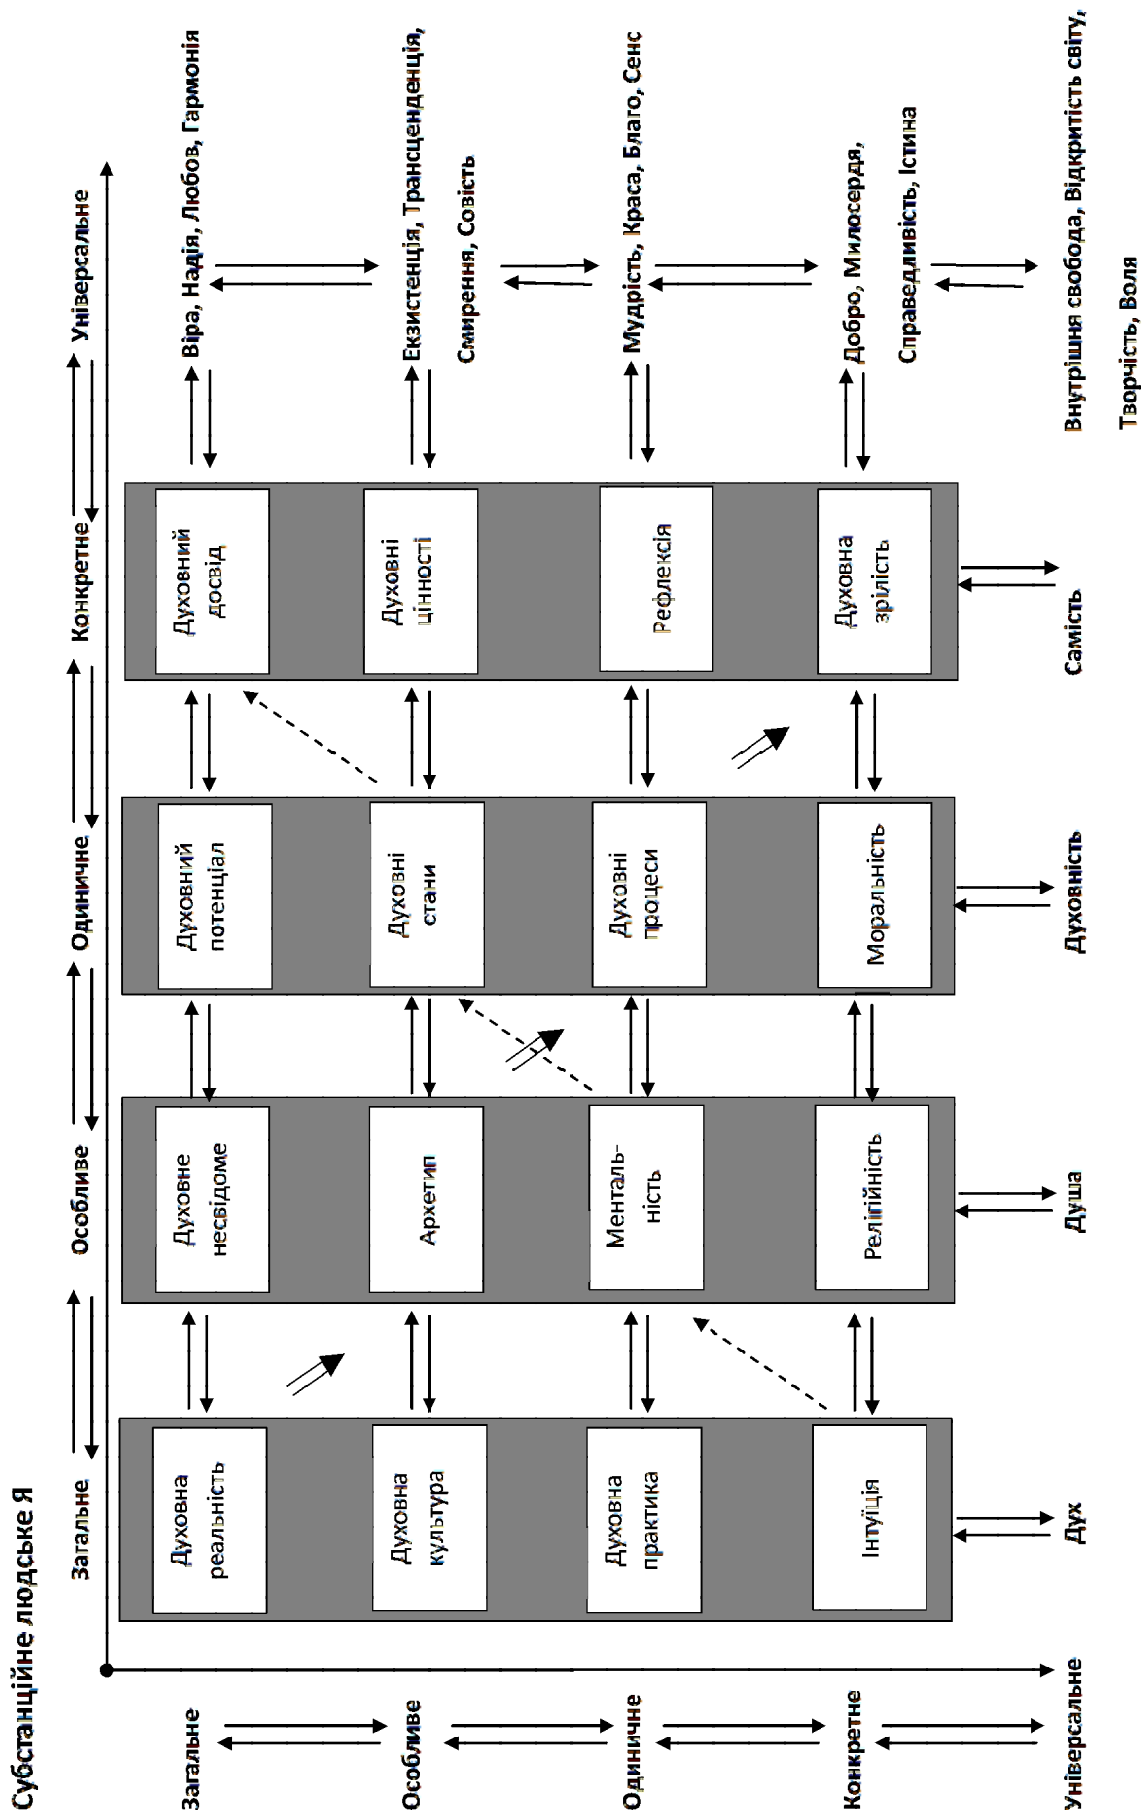 Субстанційне людське Я
Загальне
Особливе
Одиничне
Конкретне
Універсальне
Загальне
Духовна
реальність
Духовне
несвідоме
Духовний
потенціал
Духовний
досвід
Віра, Надія, Любов, Гармонія
Особливе
Духовна
культура
Архетип
Духовні
стани
Духовні
цінності
Екзистенція, Трансценденція,
Смирення, Совість
Одиничне
Духовна
практика
Менталь-
ність
Духовні
процеси
Рефлексія
Мудрість, Краса, Благо, Сенс
Конкретне
Інтуїція
Релігійність
Моральність
Духовна
зрілість
Добро, Милосердя,
Справедливість, Істина
Універсальне
Дух
Душа
Духовність
Самість
Внутрішня свобода, Відкритість світу,
Творчість, Воля